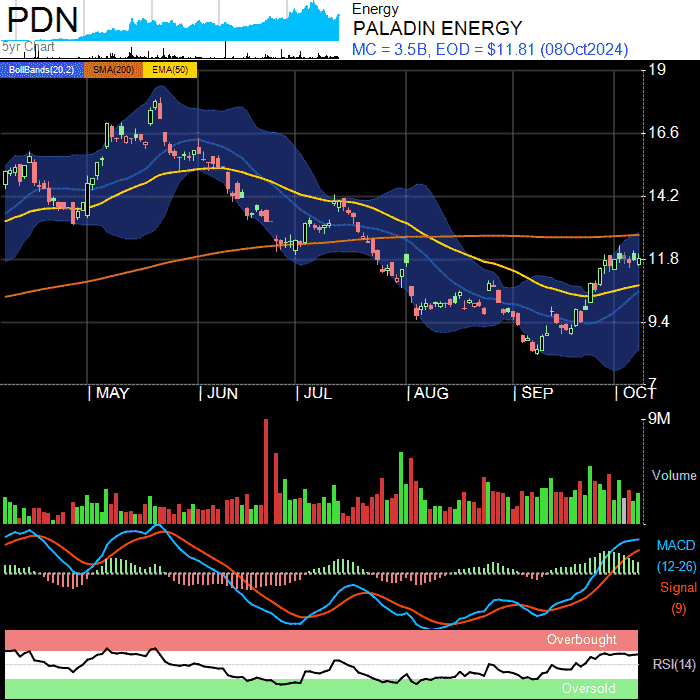 PDN
5yr Chart
Energy
PALADIN ENERGY
MC = 3.5B, EOD = $11.81 (08Oct2024)
BollBands(20,2) SMA(200) EMA(50)
19
16.6
14.2
11.8
9.4
7
| MAY | JUN | JUL | AUG | SEP | OCT
9M
Volume
MACD
(12-26)
Signal
(9)
Overbought
RSI(14)
Oversold